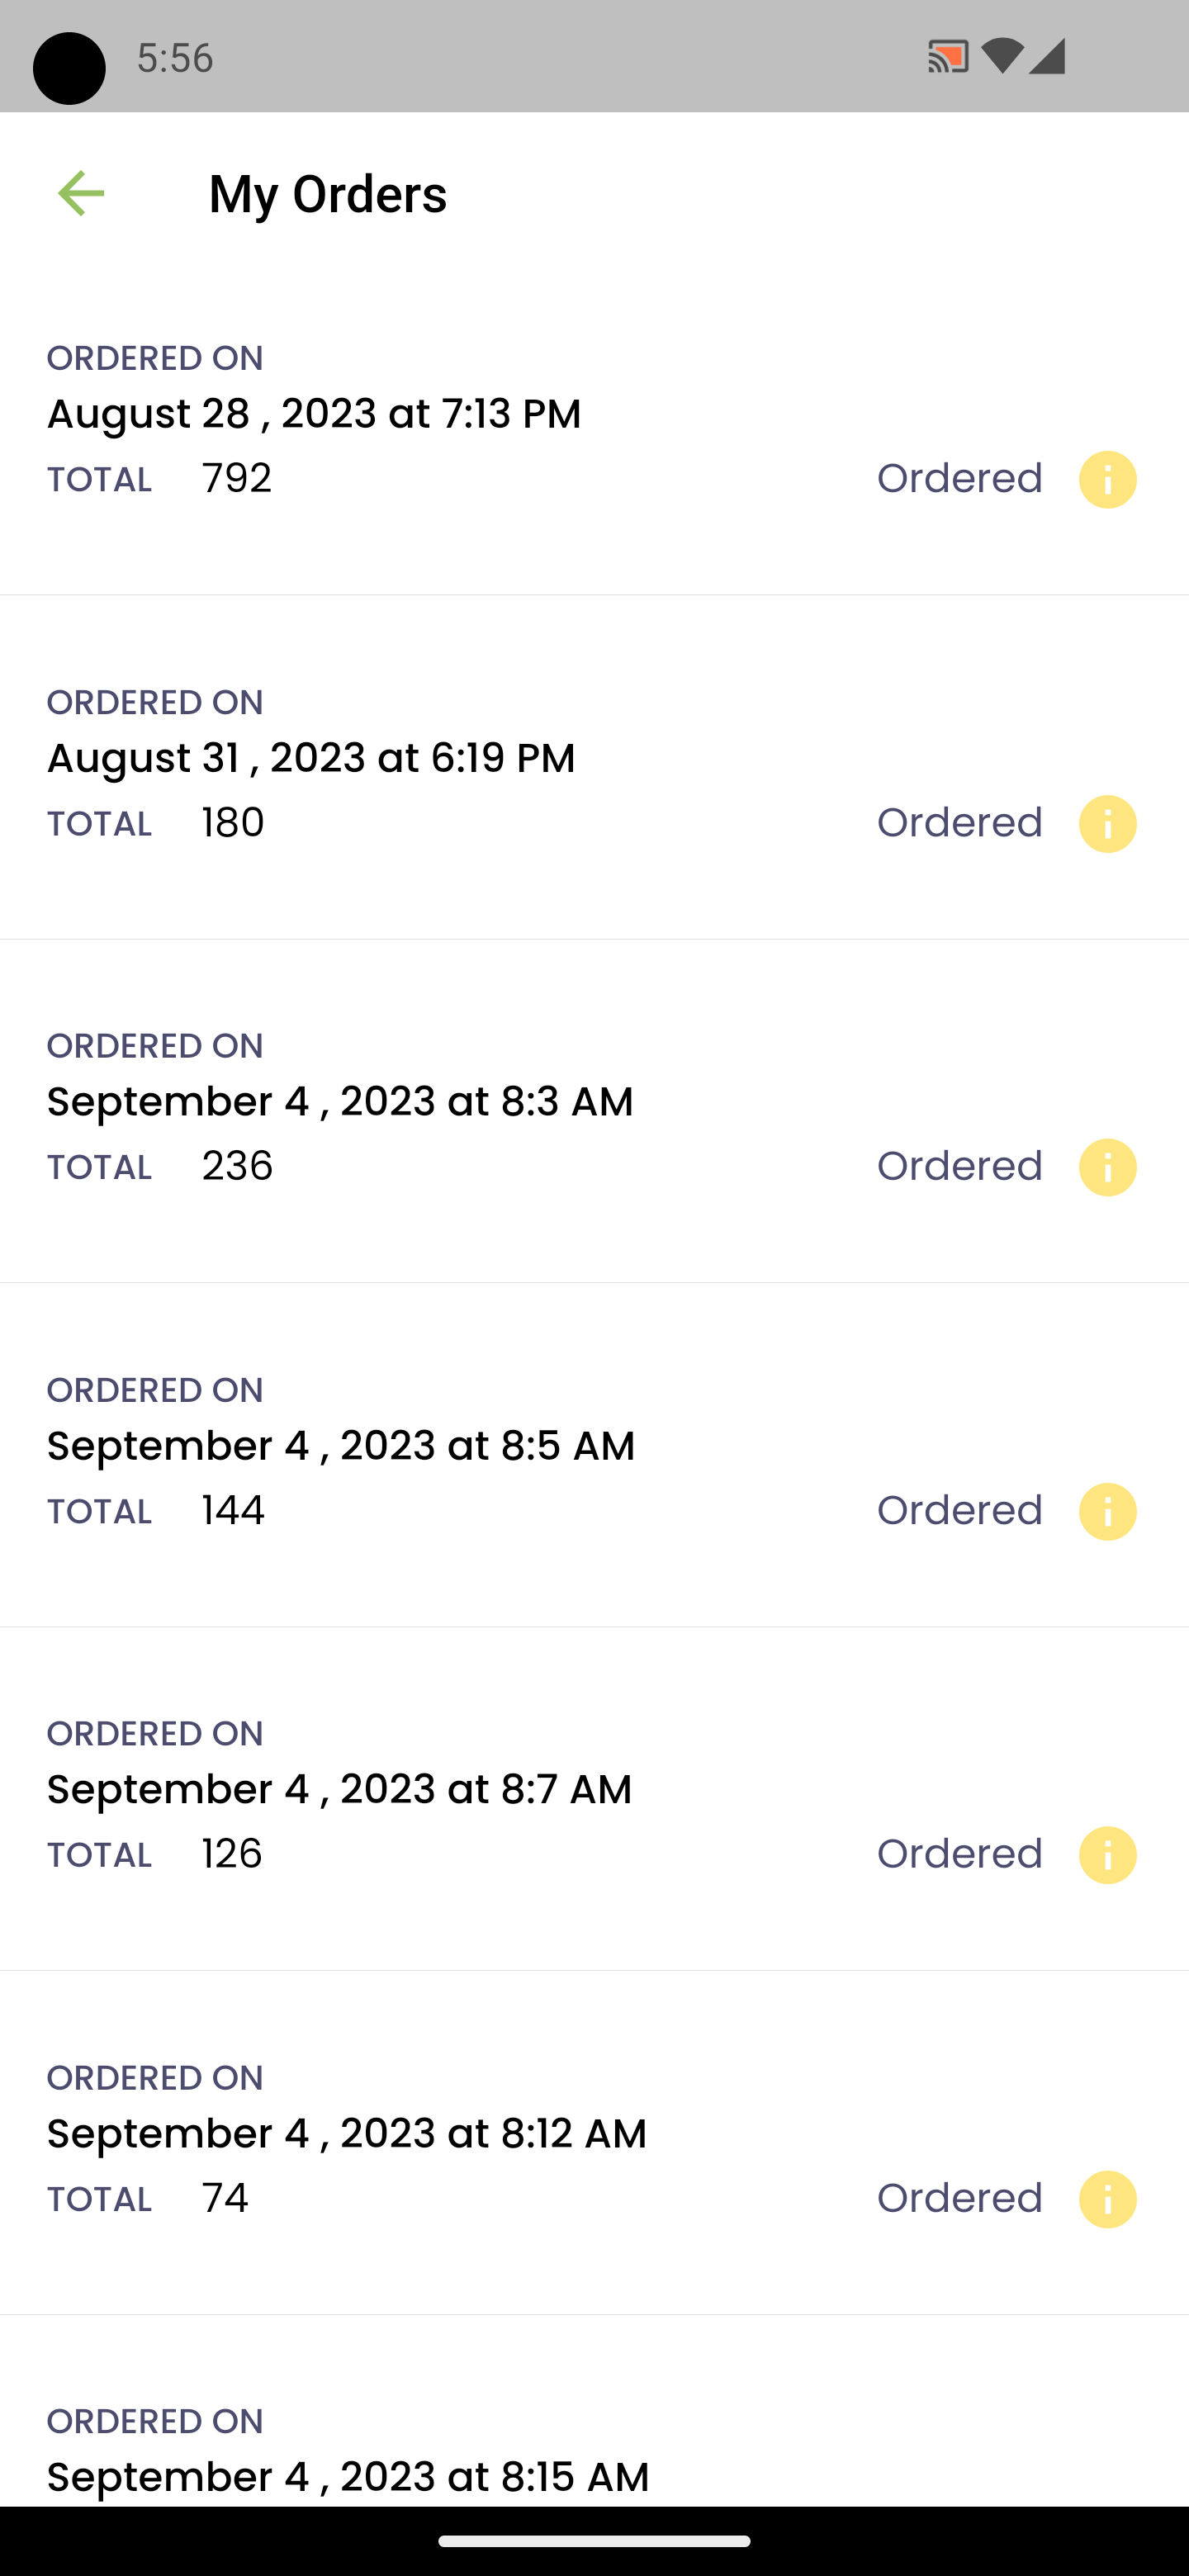 5:56
My Orders
ORDERED ON
August 28 , 2023 at 7:13 PM
TOTAL 792 Ordered
ORDERED ON
August 31 , 2023 at 6:19 PM
TOTAL 180 Ordered
ORDERED ON
September 4 , 2023 at 8:3 AM
TOTAL 236 Ordered
ORDERED ON
September 4 , 2023 at 8:5 AM
TOTAL 144 Ordered
ORDERED ON
September 4 , 2023 at 8:7 AM
TOTAL 126 Ordered
ORDERED ON
September 4 , 2023 at 8:12 AM
TOTAL 74 Ordered
ORDERED ON
September 4 , 2023 at 8:15 AM